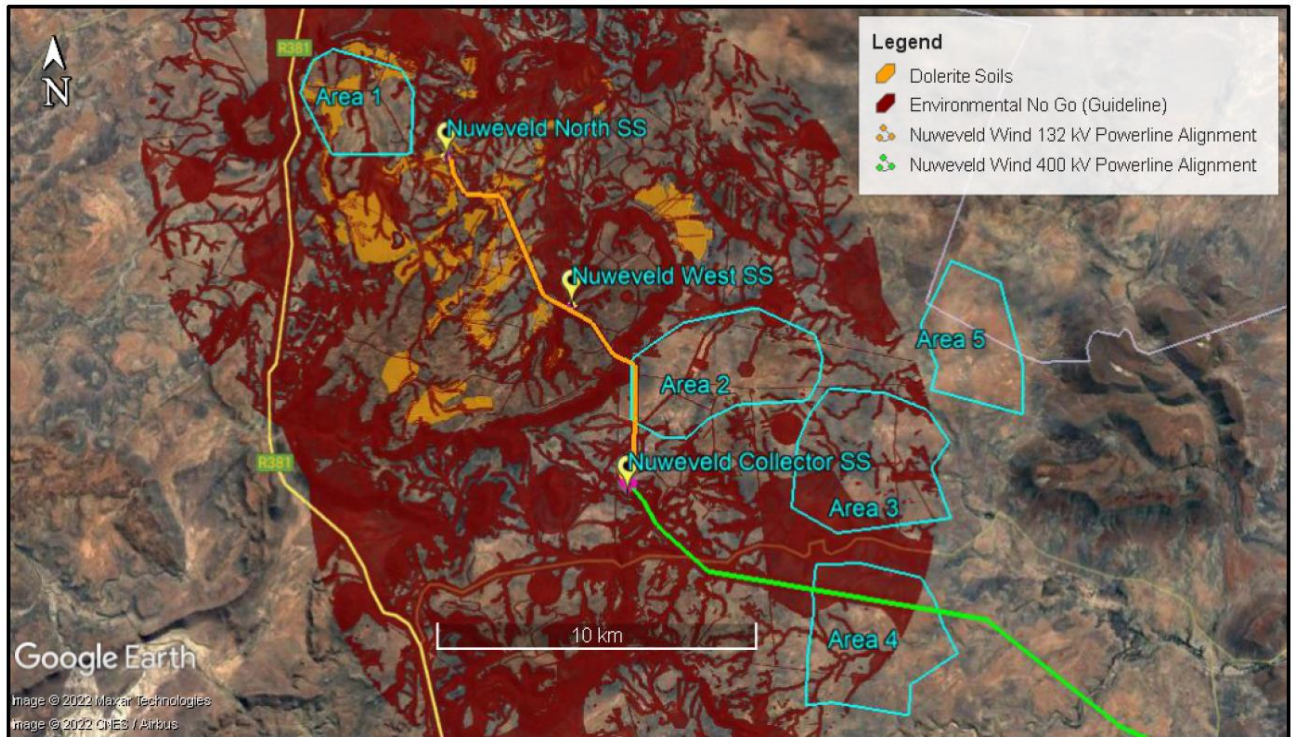 R381
N
Area 1
Nuweveld North SS
Legend
Dolerite Soils
Environmental No Go (Guideline)
Nuweveld Wind 132 kV Powerline Alignment
Nuweveld Wind 400 kV Powerline Alignment
Nuweveld West SS
Area 5
Area 2
R381
Nuweveld Collector SS
Area 3
10 km
Area 4
Google Earth
Image © 2022 Maxar Technologies
Image © 2022 CNES / Airbus